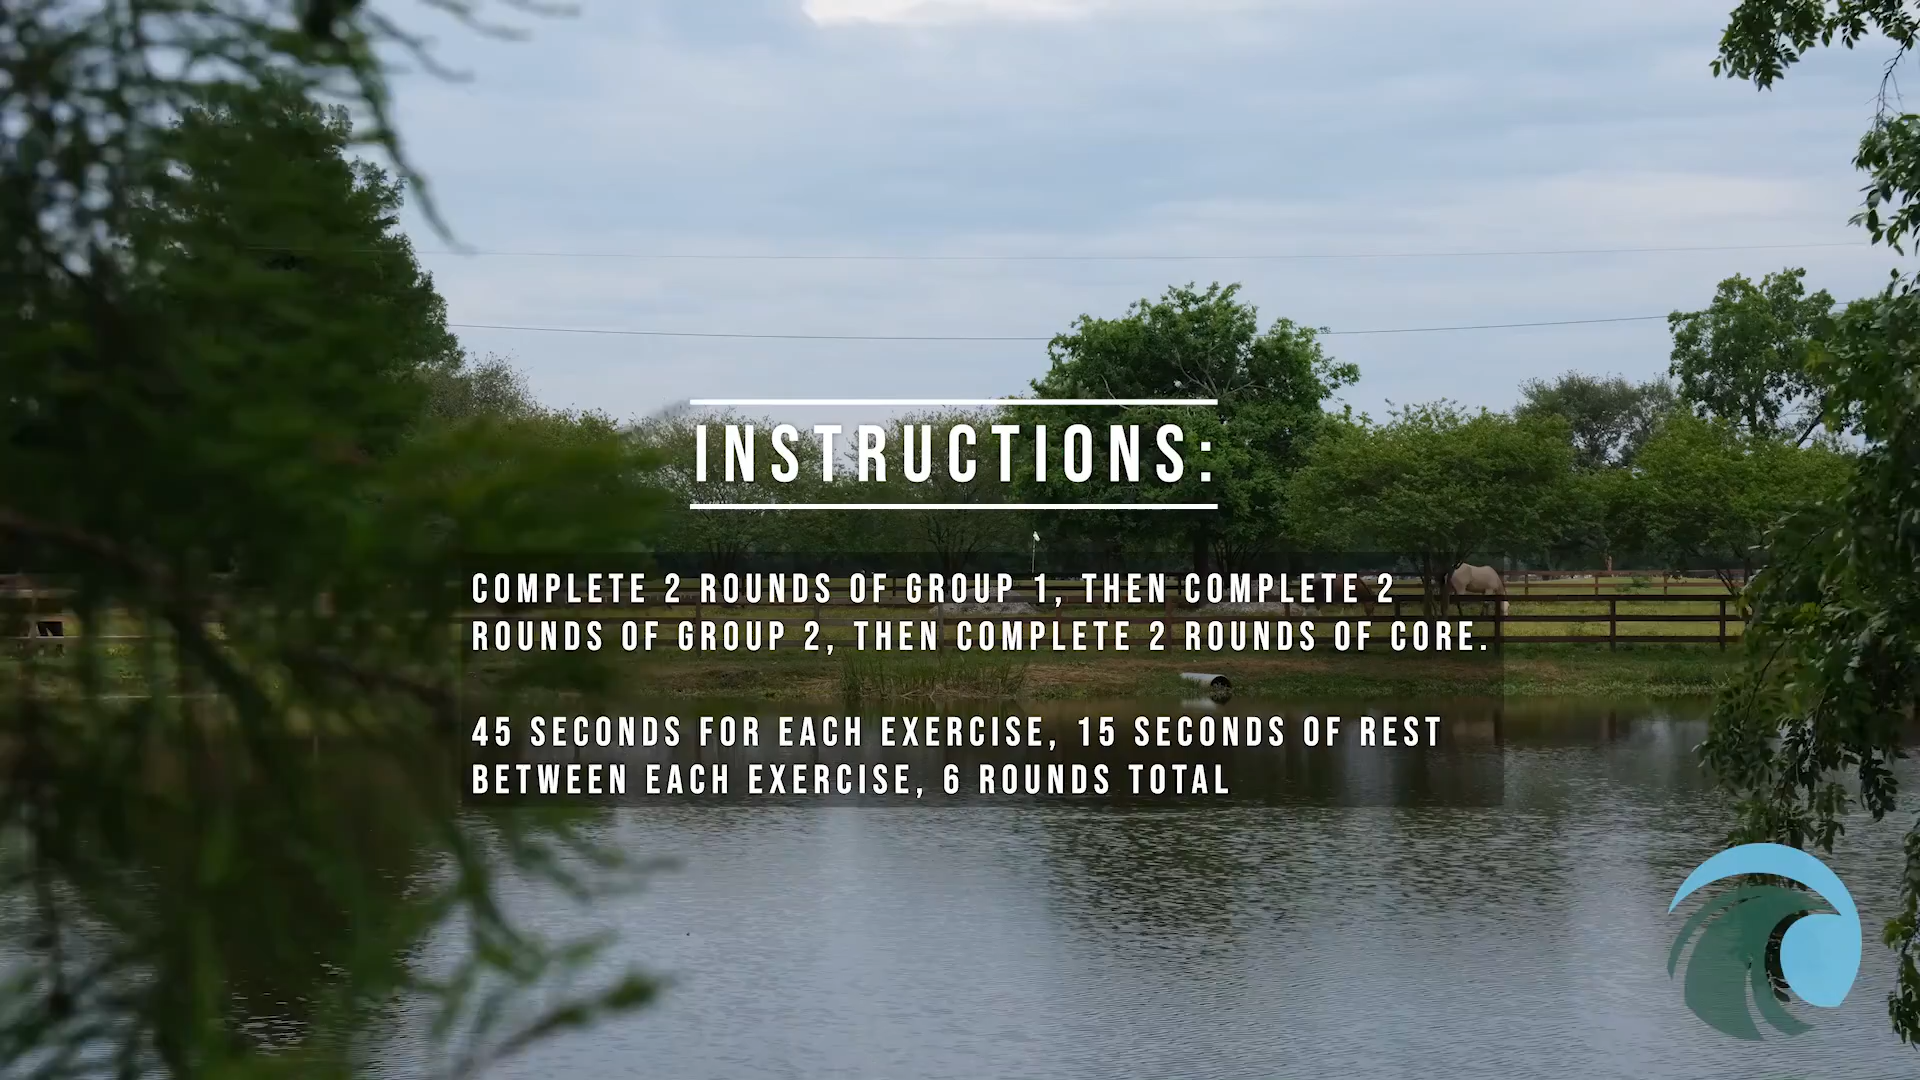 INSTRUCTIONS:
COMPLETE 2 ROUNDS OF GROUP 1, THEN COMPLETE 2
ROUNDS OF GROUP 2, THEN COMPLETE 2 ROUNDS OF CORE.
45 SECONDS FOR EACH EXERCISE, 15 SECONDS OF REST
BETWEEN EACH EXERCISE, 6 ROUNDS TOTAL